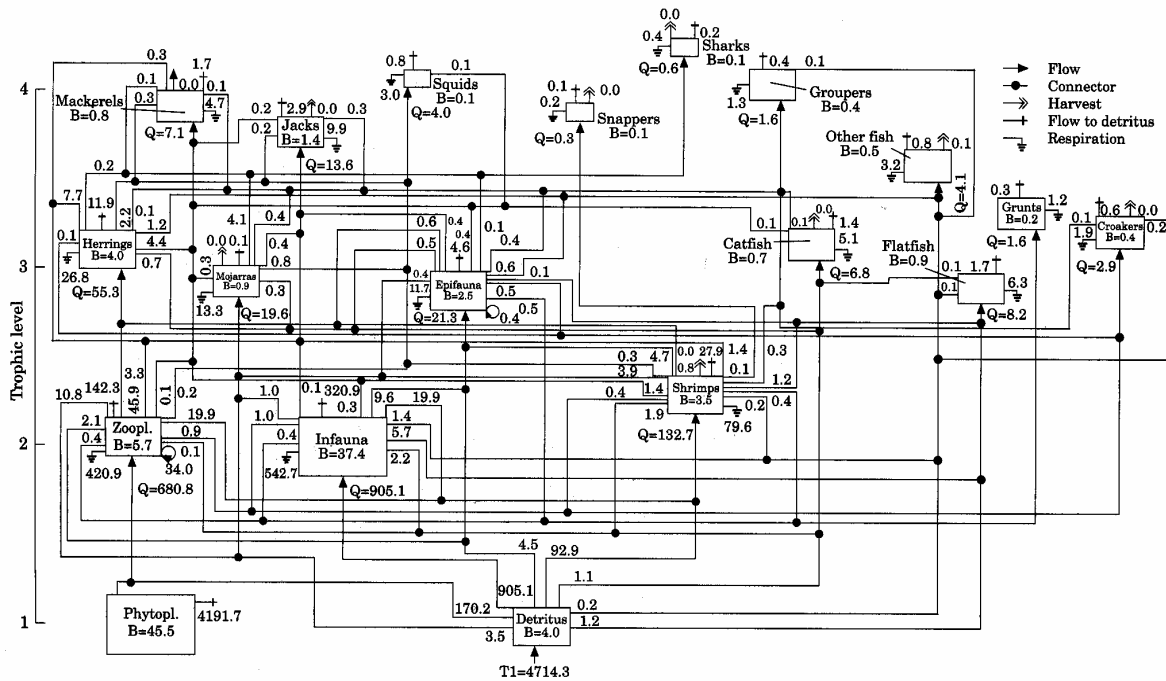 Trophic level
4
3
2
1
Flow
Connector
Harvest
Flow to detritus
Respiration
0.3
1.7
0.1
0.0
0.1
0.3
4.7
Mackerels
B=0.8
Q=7.1
0.2
2.9
0.0
0.3
0.2
Jacks
B=1.4
9.9
Q=13.6
0.8
0.1
3.0
Squids
B=0.1
Q=4.0
0.1
0.0
0.2
Snappers
B=0.1
Q=0.3
0.0
0.4
0.2
Sharks
B=0.1
Q=0.6
0.4
0.1
1.3
Groupers
B=0.4
Q=1.6
Other fish
B=0.5
0.8
0.1
3.2
Q=4.1
0.3
Grunts
B=0.2
1.2
Q=1.6
0.1
0.6
0.0
0.2
1.9
Croakers
B=0.4
Q=2.9
0.2
7.7
11.9
2.2
0.1
1.2
0.1
Herrings
B=4.0
4.4
0.7
26.8
Q=55.3
4.1
0.4
0.0
0.1
0.4
0.3
Mojarras
B=0.9
0.8
0.3
13.3
Q=19.6
0.6
0.4
0.5
4.6
0.4
0.4
0.4
11.7
Epifauna
B=2.5
0.6
0.1
0.5
0.5
0.4
Q=21.3
0.1
0.1
0.0
1.4
5.1
Catfish
B=0.7
Q=6.8
Flatfish
B=0.9
0.1
1.7
0.1
6.3
Q=8.2
0.3
4.7
0.0
27.9
1.4
0.3
3.9
0.8
0.1
1.4
Shrimps
B=3.5
1.2
0.4
1.9
0.2
0.4
79.6
Q=132.7
10.8
142.3
3.3
45.9
0.1
0.2
2.1
0.4
Zoopl.
B=5.7
19.9
0.9
0.1
34.0
420.9
Q=680.8
1.0
0.1
320.9
0.3
9.6
19.9
1.0
0.4
Infauna
B=37.4
1.4
5.7
2.2
542.7
Q=905.1
Phytopl.
B=45.5
4191.7
4.5
92.9
905.1
1.1
170.2
0.2
3.5
Detritus
B=4.0
1.2
T1=4714.3